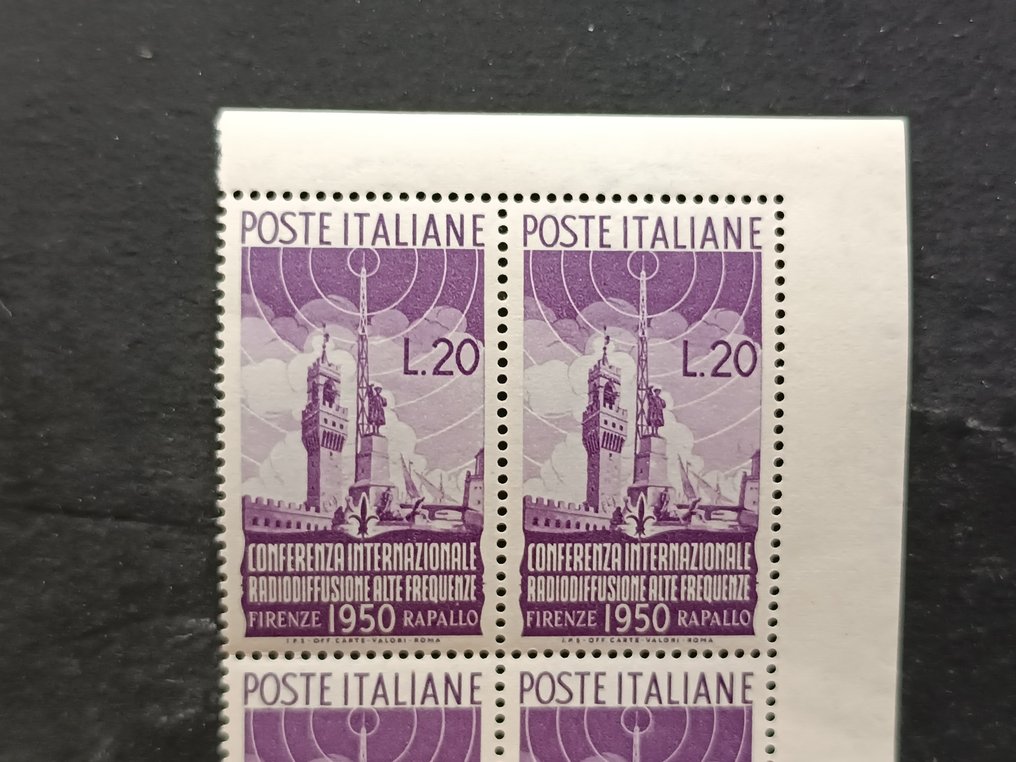 POSTE ITALIANE
L.20
CONFERENZA INTERNAZIONALE
RADIODIFFUSIONE ALTE FREQUENZE
FIRENZE 1950 RAPALLO
I.P.S - OFF. CARTE - VALORI - ROMA
POSTE ITALIANE
L.20
CONFERENZA INTERNAZIONALE
RADIODIFFUSIONE ALTE FREQUENZE
FIRENZE 1950 RAPALLO
I.P.S - OFF. CARTE - VALORI - ROMA
POSTE ITALIANE
POSTE ITALIANE